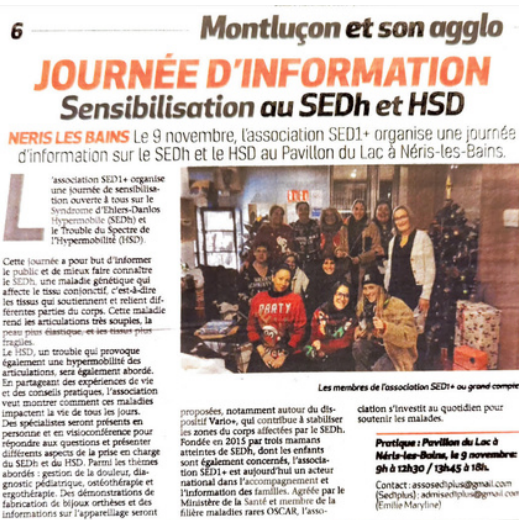 6
Montluçon et son agglo
JOURNÉE D'INFORMATION
Sensibilisation au SEDh et HSD
NERIS LES BAINS Le 9 novembre, l'association SED1+ organise une journée
d'information sur le SEDh et le HSD au Pavillon du Lac à Néris-les-Bains.
L'association SED1+ organise
une journée de sensibilisa-
tion ouverte à tous sur le
Syndrome d'Ehlers-Danlos
Hypermobile (SEDh) et
le Trouble du Spectre de
l'Hypermobilité (HSD).
Cette journée a pour but d'informer
le public et de mieux faire connaître
le SEDh, une maladie génétique qui
affecte le tissu conjonctif, c'est-à-dire
les tissus qui soutiennent et relient dif-
férentes parties du corps. Cette maladie
rend les articulations très souples, la
peau plus élastique, et les tissus plus
fragiles.
Le HSD, un trouble qui provoque
également une hypermobilité des
articulations, sera également abordé.
En partageant des expériences de vie
et des conseils pratiques, l'association
veut montrer comment ces maladies
impactent la vie de tous les jours.
Des spécialistes seront présents en
personne et en visioconférence pour
répondre aux questions et présenter
différents aspects de la prise en charge
du SEDh et du HSD. Parmi les thèmes
abordés : gestion de la douleur, dia-
gnostic pédiatrique, ostéothérapie et
ergothérapie. Des démonstrations de
fabrication de bijoux orthèses et des
informations sur l'appareillage seront
PARTY
Les membres de l'association SED1+ au grand comple
proposées, notamment autour du dis-
positif Vario+, qui contribue à stabiliser
les zones du corps affectées par le SEDh.
Fondée en 2015 par trois mamans
atteintes de SEDh, dont les enfants
sont également concernés, l'associa-
tion SED1+ est aujourd'hui un acteur
national dans l'accompagnement et
l'information des familles. Agréée par le
Ministère de la Santé et membre de la
filière maladies rares OSCAR, l'asso-
ciation s'investit au quotidien pour
soutenir les malades.
Pratique : Pavillon du Lac à
Néris-les-Bains, le 9 novembre:
9h à 12h30 / 13h45 à 18h.
Contact : assosed1plus@gmail.com
(Sed1plus) : admised1plus@gmail.com
(Emilie Maryline)